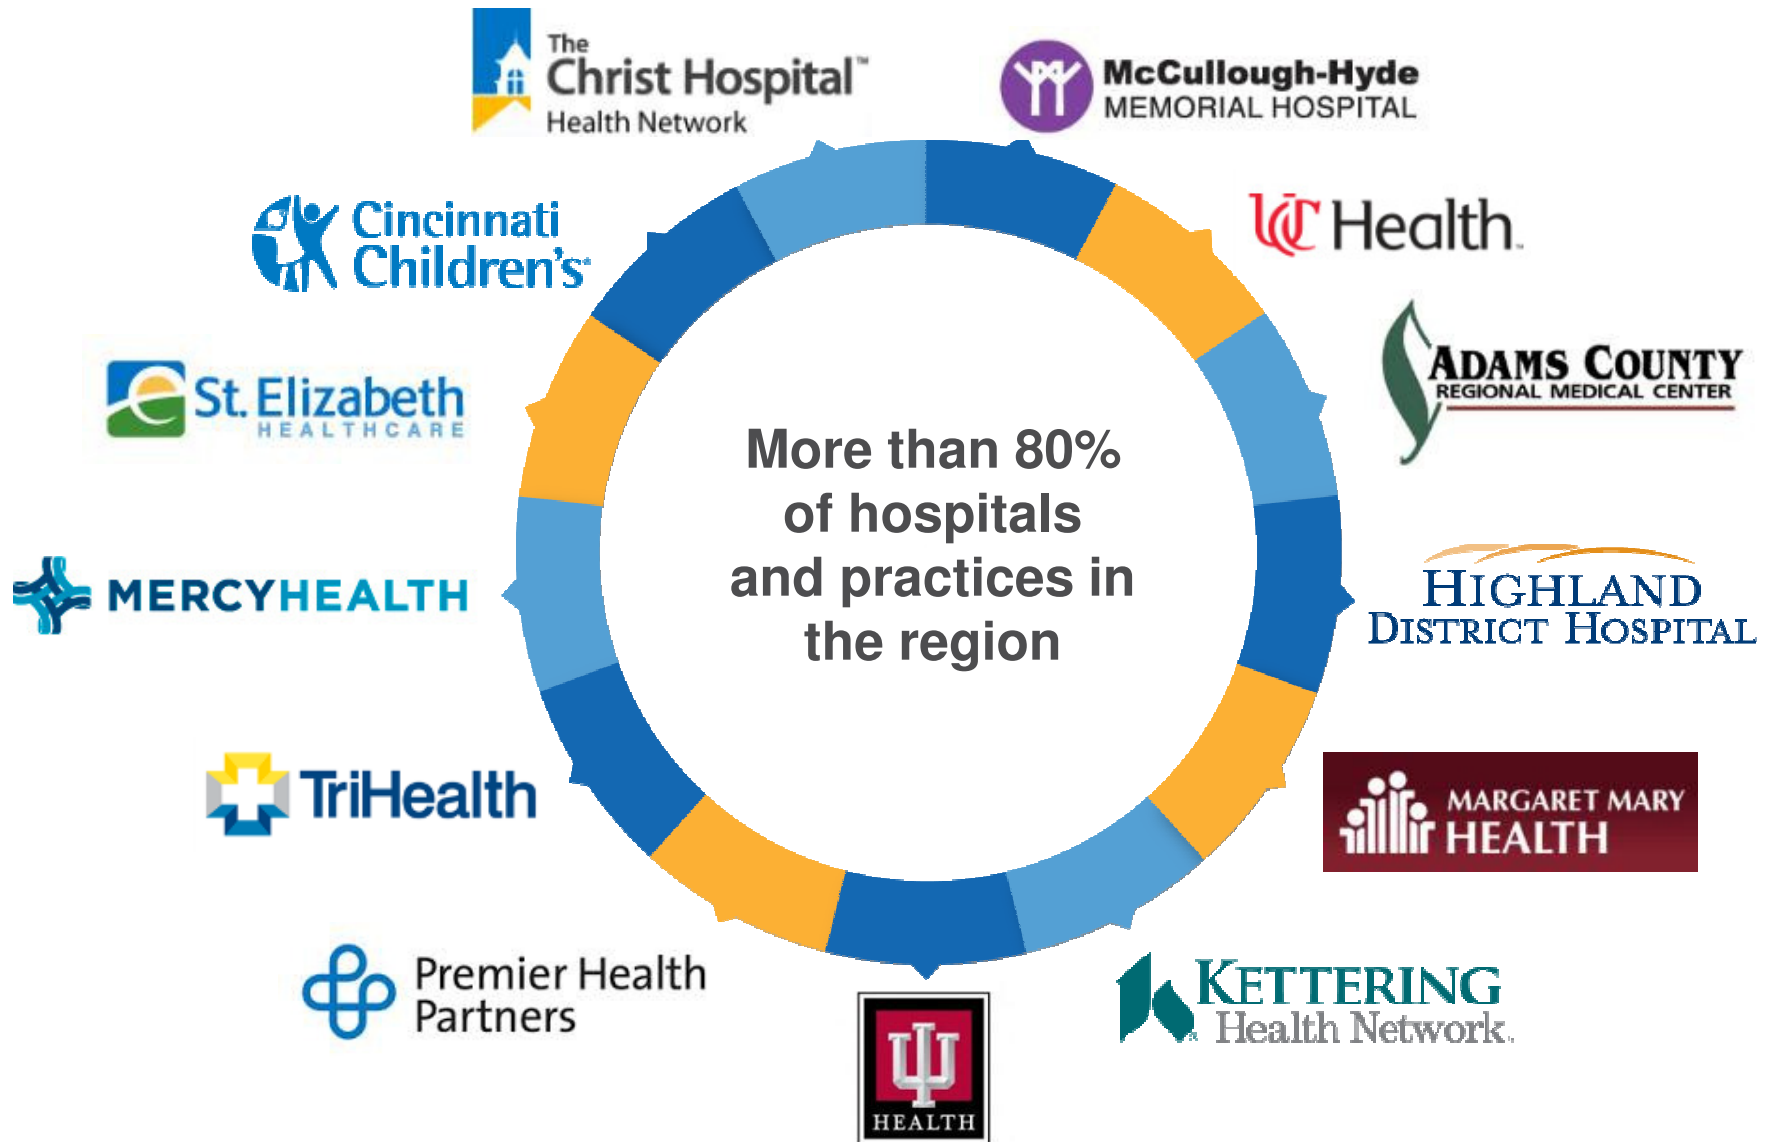 The
Christ Hospital™
Health Network
McCullough-Hyde
MEMORIAL HOSPITAL
Cincinnati
Children's
UC Health
ADAMS COUNTY
REGIONAL MEDICAL CENTER
St. Elizabeth
HEALTHCARE
More than 80%
of hospitals
and practices in
the region
MERCYHEALTH
HIGHLAND
DISTRICT HOSPITAL
TriHealth
MARGARET MARY
HEALTH
Premier Health
Partners
KETTERING
Health Network
HEALTH